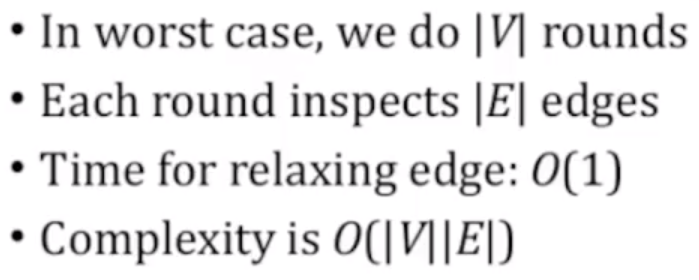 • In worst case, we do |V| rounds
• Each round inspects |E| edges
• Time for relaxing edge: O(1)
• Complexity is O(|V||E|)